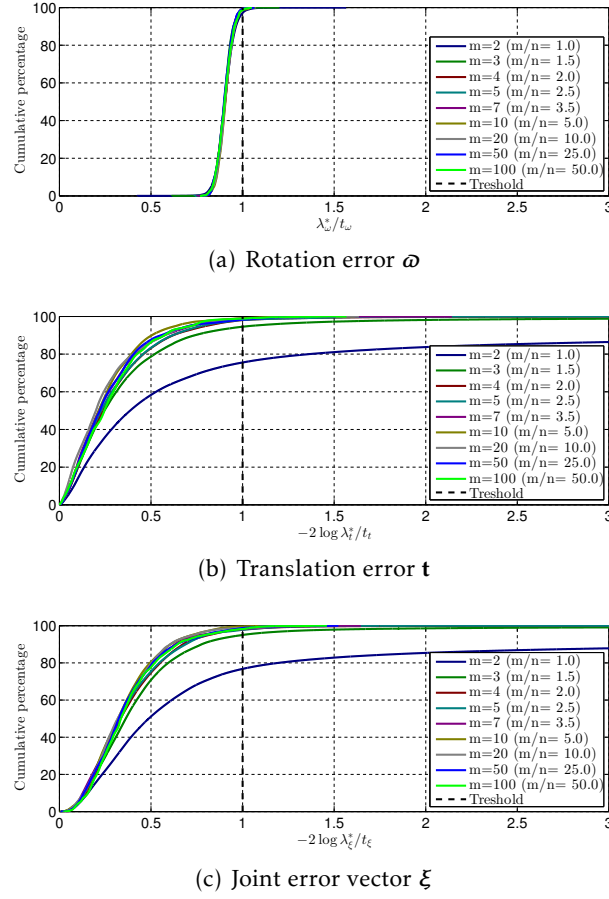 100
80
60
40
20
0
Cumulative percentage
m=2 (m/n= 1.0)
m=3 (m/n= 1.5)
m=4 (m/n= 2.0)
m=5 (m/n= 2.5)
m=7 (m/n= 3.5)
m=10 (m/n= 5.0)
m=20 (m/n= 10.0)
m=50 (m/n= 25.0)
m=100 (m/n= 50.0)
Treshold
0 0.5 1 1.5 2 2.5 3
λ*_ω/t_ω
(a) Rotation error ϖ
100
80
60
40
20
0
Cumulative percentage
m=2 (m/n= 1.0)
m=3 (m/n= 1.5)
m=4 (m/n= 2.0)
m=5 (m/n= 2.5)
m=7 (m/n= 3.5)
m=10 (m/n= 5.0)
m=20 (m/n= 10.0)
m=50 (m/n= 25.0)
m=100 (m/n= 50.0)
Treshold
0 0.5 1 1.5 2 2.5 3
−2 log λ*_t/t_t
(b) Translation error t
100
80
60
40
20
0
Cumulative percentage
m=2 (m/n= 1.0)
m=3 (m/n= 1.5)
m=4 (m/n= 2.0)
m=5 (m/n= 2.5)
m=7 (m/n= 3.5)
m=10 (m/n= 5.0)
m=20 (m/n= 10.0)
m=50 (m/n= 25.0)
m=100 (m/n= 50.0)
Treshold
0 0.5 1 1.5 2 2.5 3
−2 log λ*_ξ/t_ξ
(c) Joint error vector ξ